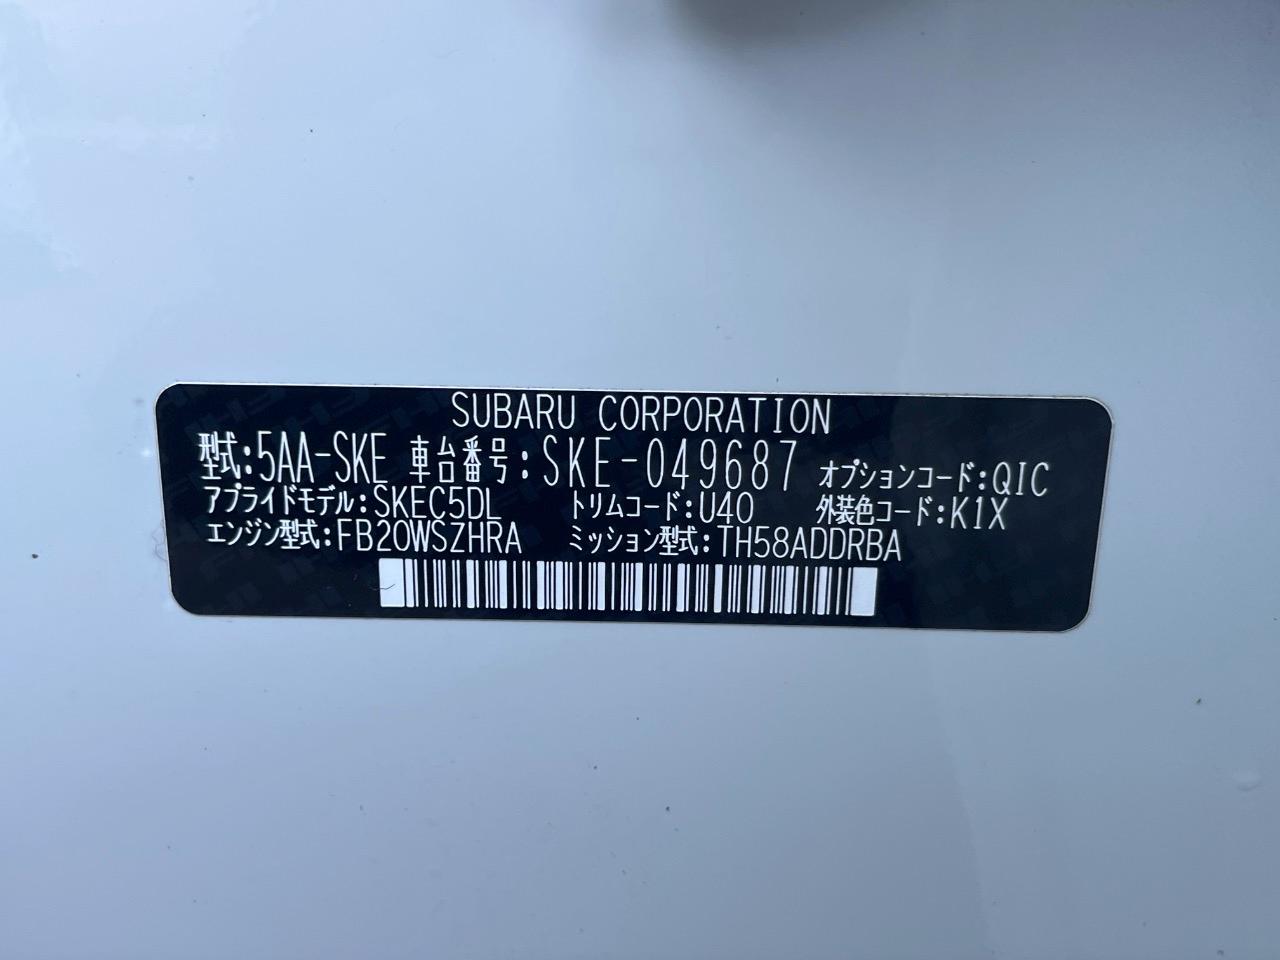 SUBARU CORPORATION
型式:5AA-SKE 車台番号:SKE-049687 オプションコード:QIC
アプライドモデル:SKEC5DL トリムコード:U40 外装色コード:K1X
エンジン型式:FB20WSZHRA ミッション型式:TH58ADDRBA